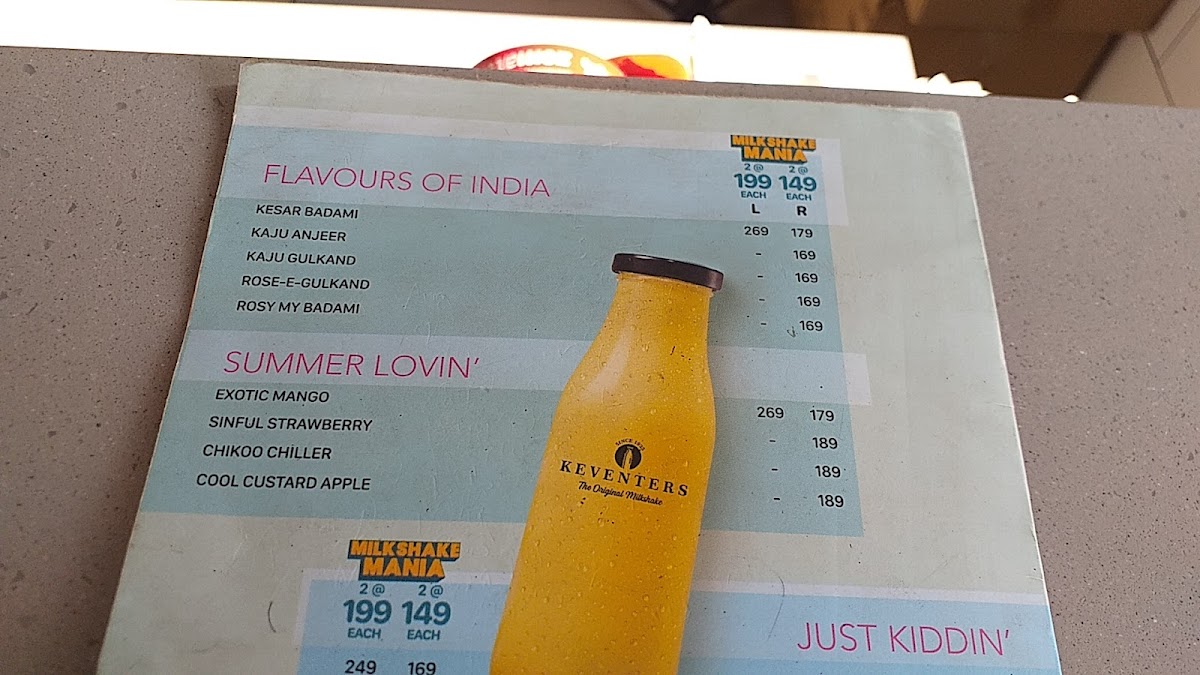 MILKSHAKE
MANIA
2 @ 2 @
199 149
EACH EACH
FLAVOURS OF INDIA
L R
KESAR BADAMI 269 179
KAJU ANJEER - 169
KAJU GULKAND - 169
ROSE-E-GULKAND - 169
ROSY MY BADAMI - 169
SUMMER LOVIN'
EXOTIC MANGO 269 179
SINFUL STRAWBERRY - 189
CHIKOO CHILLER - 189
COOL CUSTARD APPLE - 189
KEVENTERS
The Original Milkshake
MILKSHAKE
MANIA
2 @ 2 @
199 149
EACH EACH
JUST KIDDIN'
249 169